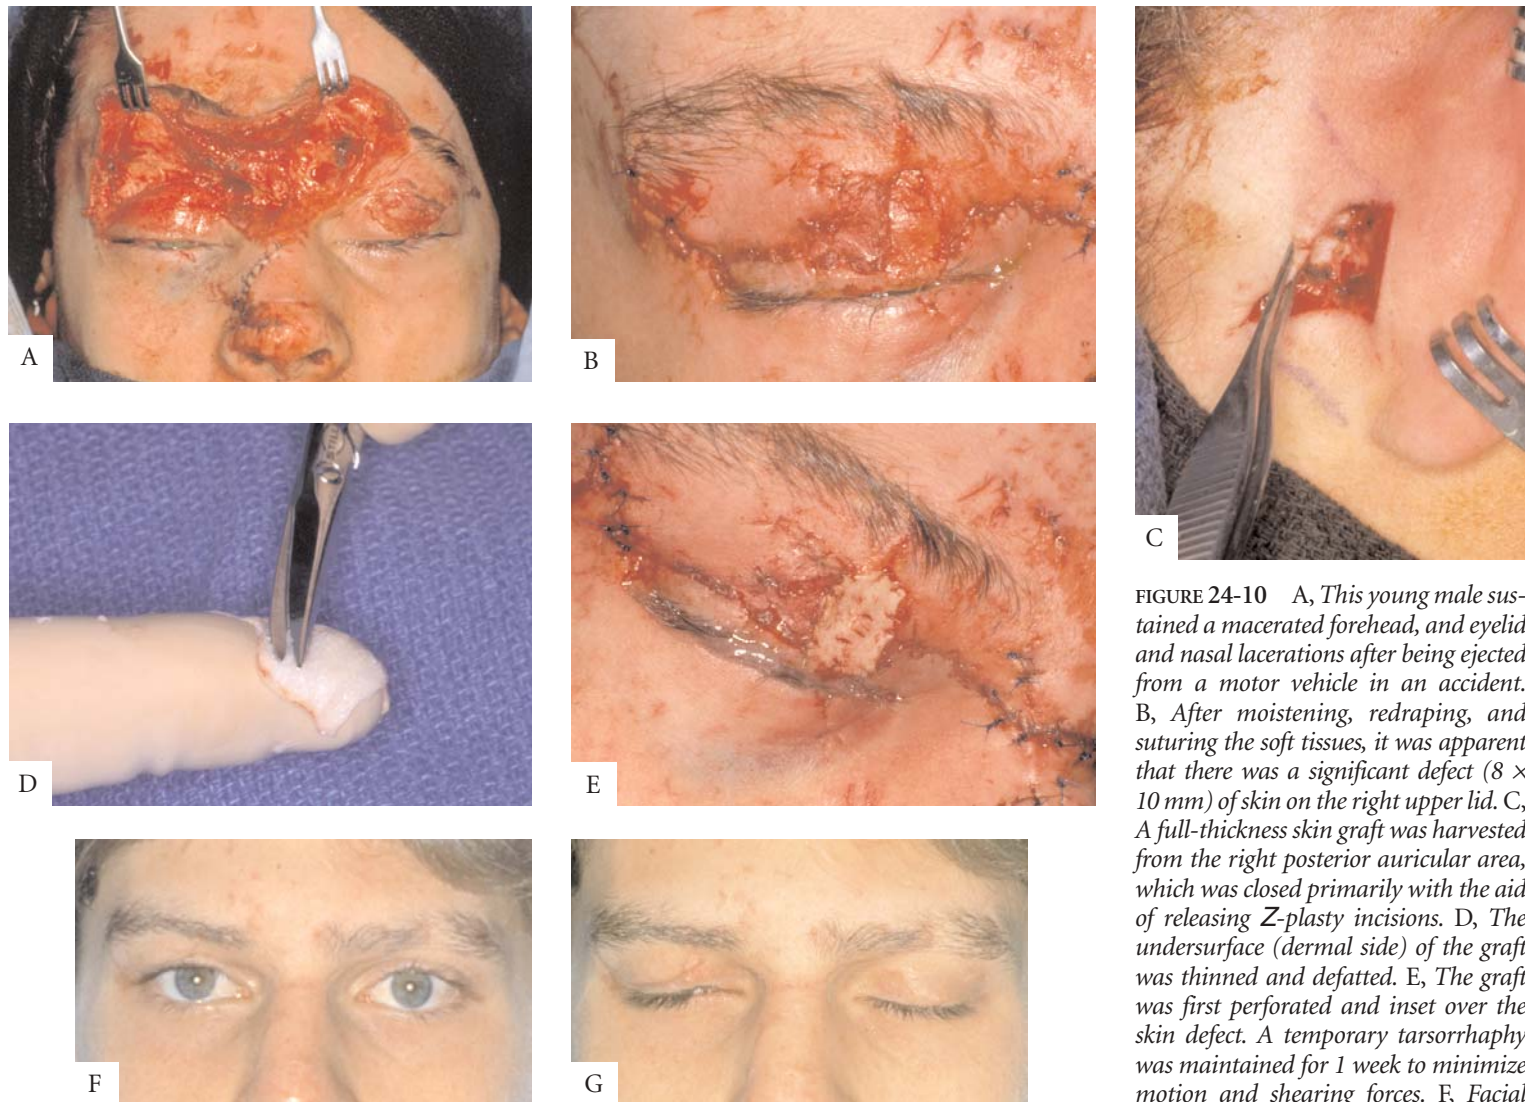 A
B
C
D
E
F
G
FIGURE 24-10 A, This young male sus-
tained a macerated forehead, and eyelid
and nasal lacerations after being ejected
from a motor vehicle in an accident.
B, After moistening, redraping, and
suturing the soft tissues, it was apparent
that there was a significant defect (8 ×
10 mm) of skin on the right upper lid. C,
A full-thickness skin graft was harvested
from the right posterior auricular area,
which was closed primarily with the aid
of releasing Z-plasty incisions. D, The
undersurface (dermal side) of the graft
was thinned and defatted. E, The graft
was first perforated and inset over the
skin defect. A temporary tarsorrhaphy
was maintained for 1 week to minimize
motion and shearing forces. F, Facial